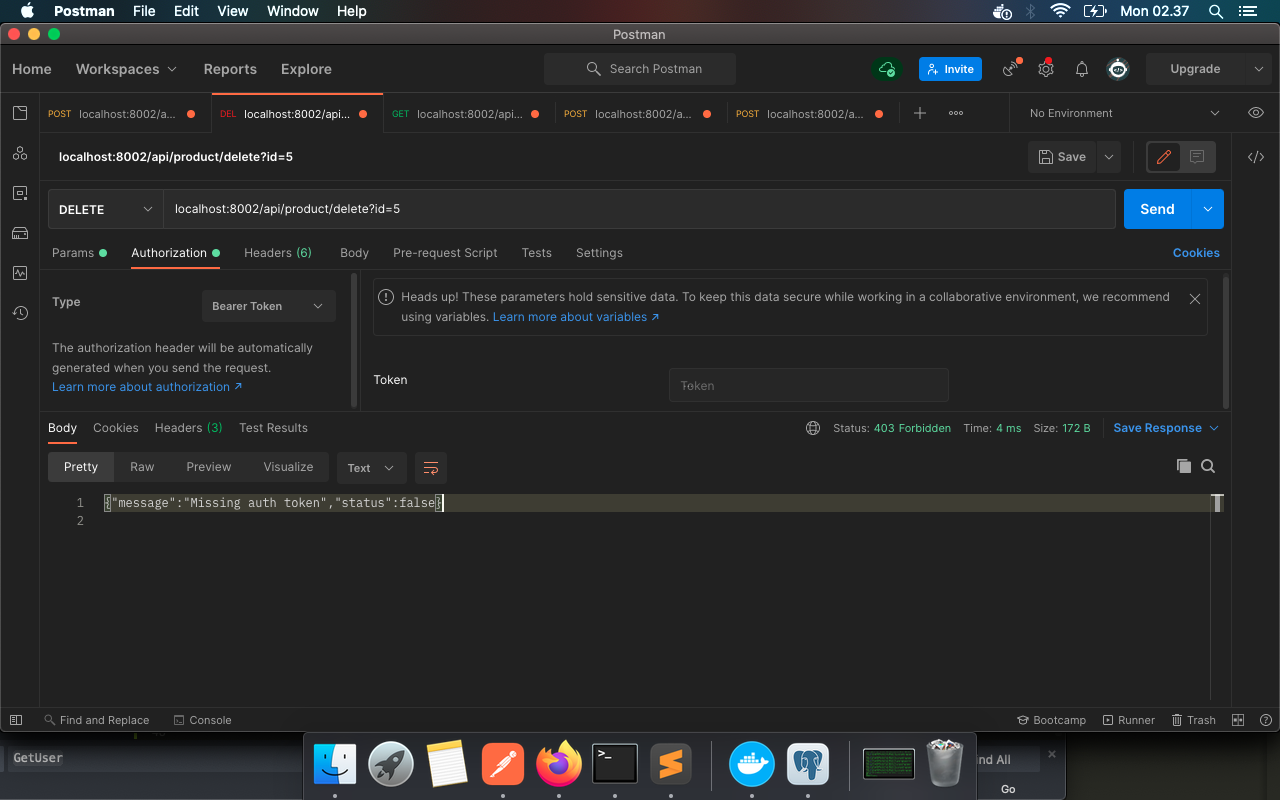 Postman File Edit View Window Help Mon 02.37
Postman
Home Workspaces Reports Explore Search Postman Invite Upgrade
POST localhost:8002/a... DEL localhost:8002/api... GET localhost:8002/api... POST localhost:8002/a... POST localhost:8002/a... No Environment
localhost:8002/api/product/delete?id=5 Save
DELETE localhost:8002/api/product/delete?id=5 Send
Params Authorization Headers (6) Body Pre-request Script Tests Settings Cookies
Type Bearer Token
The authorization header will be automatically
generated when you send the request.
Learn more about authorization ↗
Heads up! These parameters hold sensitive data. To keep this data secure while working in a collaborative environment, we recommend
using variables. Learn more about variables ↗
Token Token
Body Cookies Headers (3) Test Results Status: 403 Forbidden Time: 4 ms Size: 172 B Save Response
Pretty Raw Preview Visualize Text
1 {"message":"Missing auth token","status":false}
2
Find and Replace Console Bootcamp Runner Trash
GetUser
Go